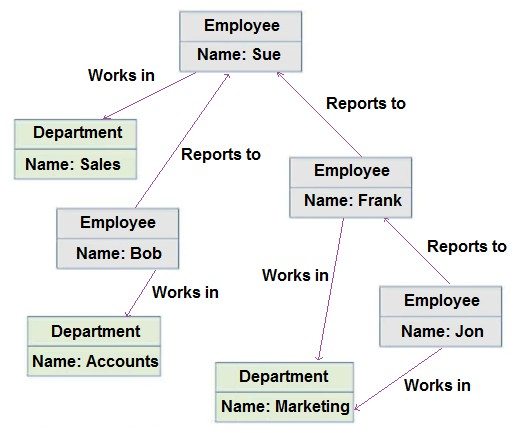 Employee
Name: Sue
Works in
Reports to
Department
Name: Sales
Reports to
Employee
Name: Frank
Employee
Name: Bob
Reports to
Works in
Works in
Employee
Name: Jon
Department
Name: Accounts
Department
Name: Marketing
Works in